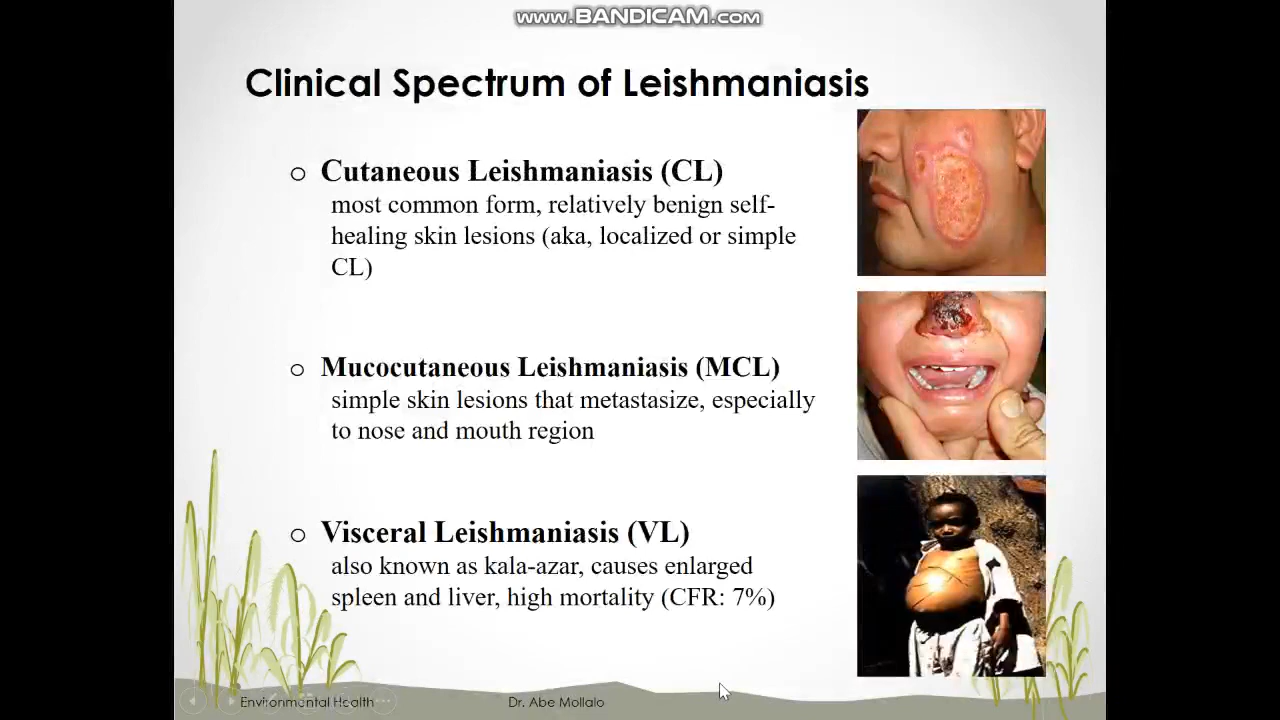 www.BANDICAM.com
Clinical Spectrum of Leishmaniasis
o Cutaneous Leishmaniasis (CL)
most common form, relatively benign self-
healing skin lesions (aka, localized or simple
CL)
o Mucocutaneous Leishmaniasis (MCL)
simple skin lesions that metastasize, especially
to nose and mouth region
o Visceral Leishmaniasis (VL)
also known as kala-azar, causes enlarged
spleen and liver, high mortality (CFR: 7%)
Environmental Health
Dr. Abe Mollalo